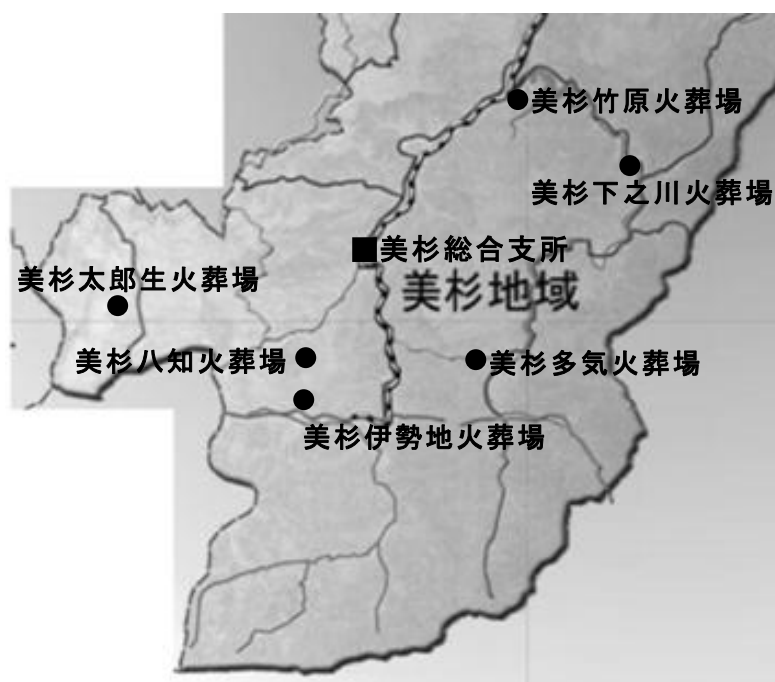 美杉竹原火葬場
美杉下之川火葬場
美杉総合支所
美杉太郎生火葬場
美杉地域
美杉八知火葬場
美杉多気火葬場
美杉伊勢地火葬場